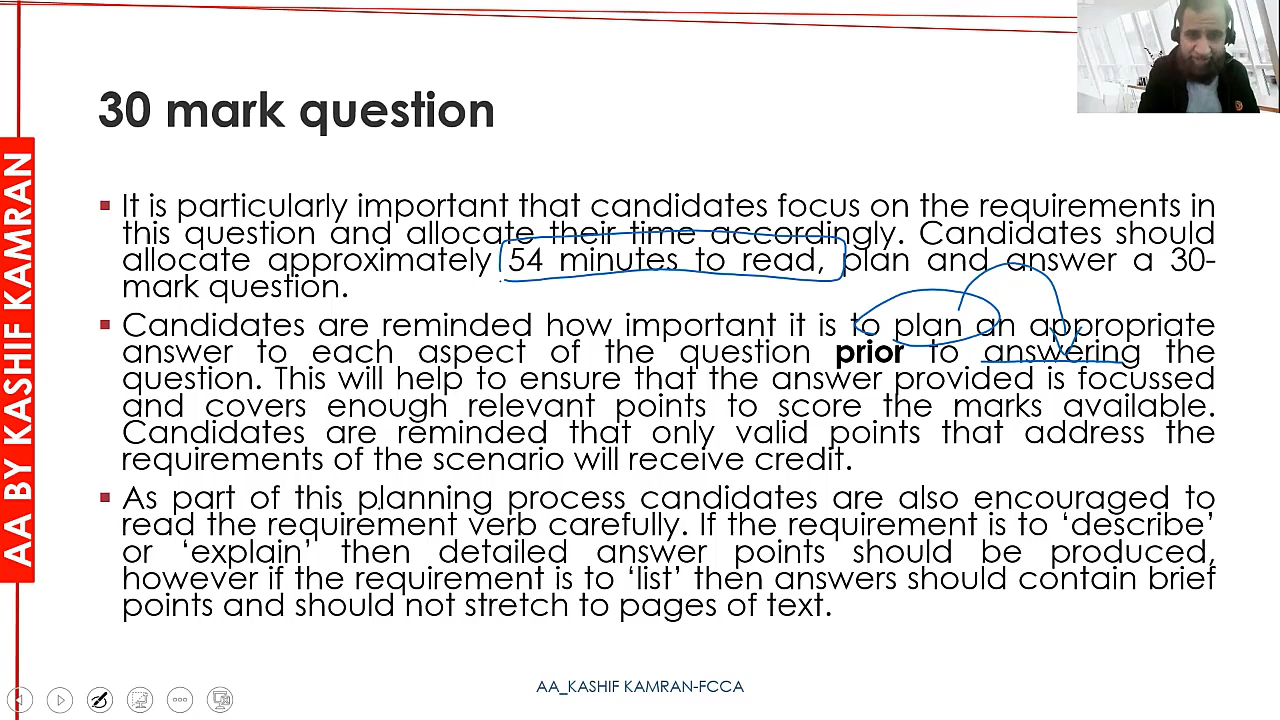 30 mark question
It is particularly important that candidates focus on the requirements in
this question and allocate their time accordingly. Candidates should
allocate approximately 54 minutes to read, plan and answer a 30-
mark question.
Candidates are reminded how important it is to plan an appropriate
answer to each aspect of the question prior to answering the
question. This will help to ensure that the answer provided is focussed
and covers enough relevant points to score the marks available.
Candidates are reminded that only valid points that address the
requirements of the scenario will receive credit.
As part of this planning process candidates are also encouraged to
read the requirement verb carefully. If the requirement is to ‘describe’
or ‘explain’ then detailed answer points should be produced,
however if the requirement is to ‘list’ then answers should contain brief
points and should not stretch to pages of text.
AA BY KASHIF KAMRAN
AA_KASHIF KAMRAN-FCCA